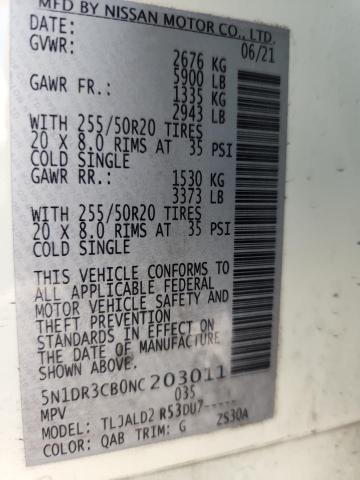 MFD BY NISSAN MOTOR CO., LTD.
DATE: 06/21
GVWR: 2676 KG
5900 LB
GAWR FR.: 1335 KG
2943 LB
WITH 255/50R20 TIRES
20 X 8.0 RIMS AT 35 PSI
COLD SINGLE
GAWR RR.: 1530 KG
3373 LB
WITH 255/50R20 TIRES
20 X 8.0 RIMS AT 35 PSI
COLD SINGLE
THIS VEHICLE CONFORMS TO
ALL APPLICABLE FEDERAL
MOTOR VEHICLE SAFETY AND
THEFT PREVENTION
STANDARDS IN EFFECT ON
THE DATE OF MANUFACTURE
SHOWN ABOVE.
5N1DR3CB0NC203011
MPV 035
MODEL: TLJALD2 R53DU7-----
COLOR: QAB TRIM: G ZS30A